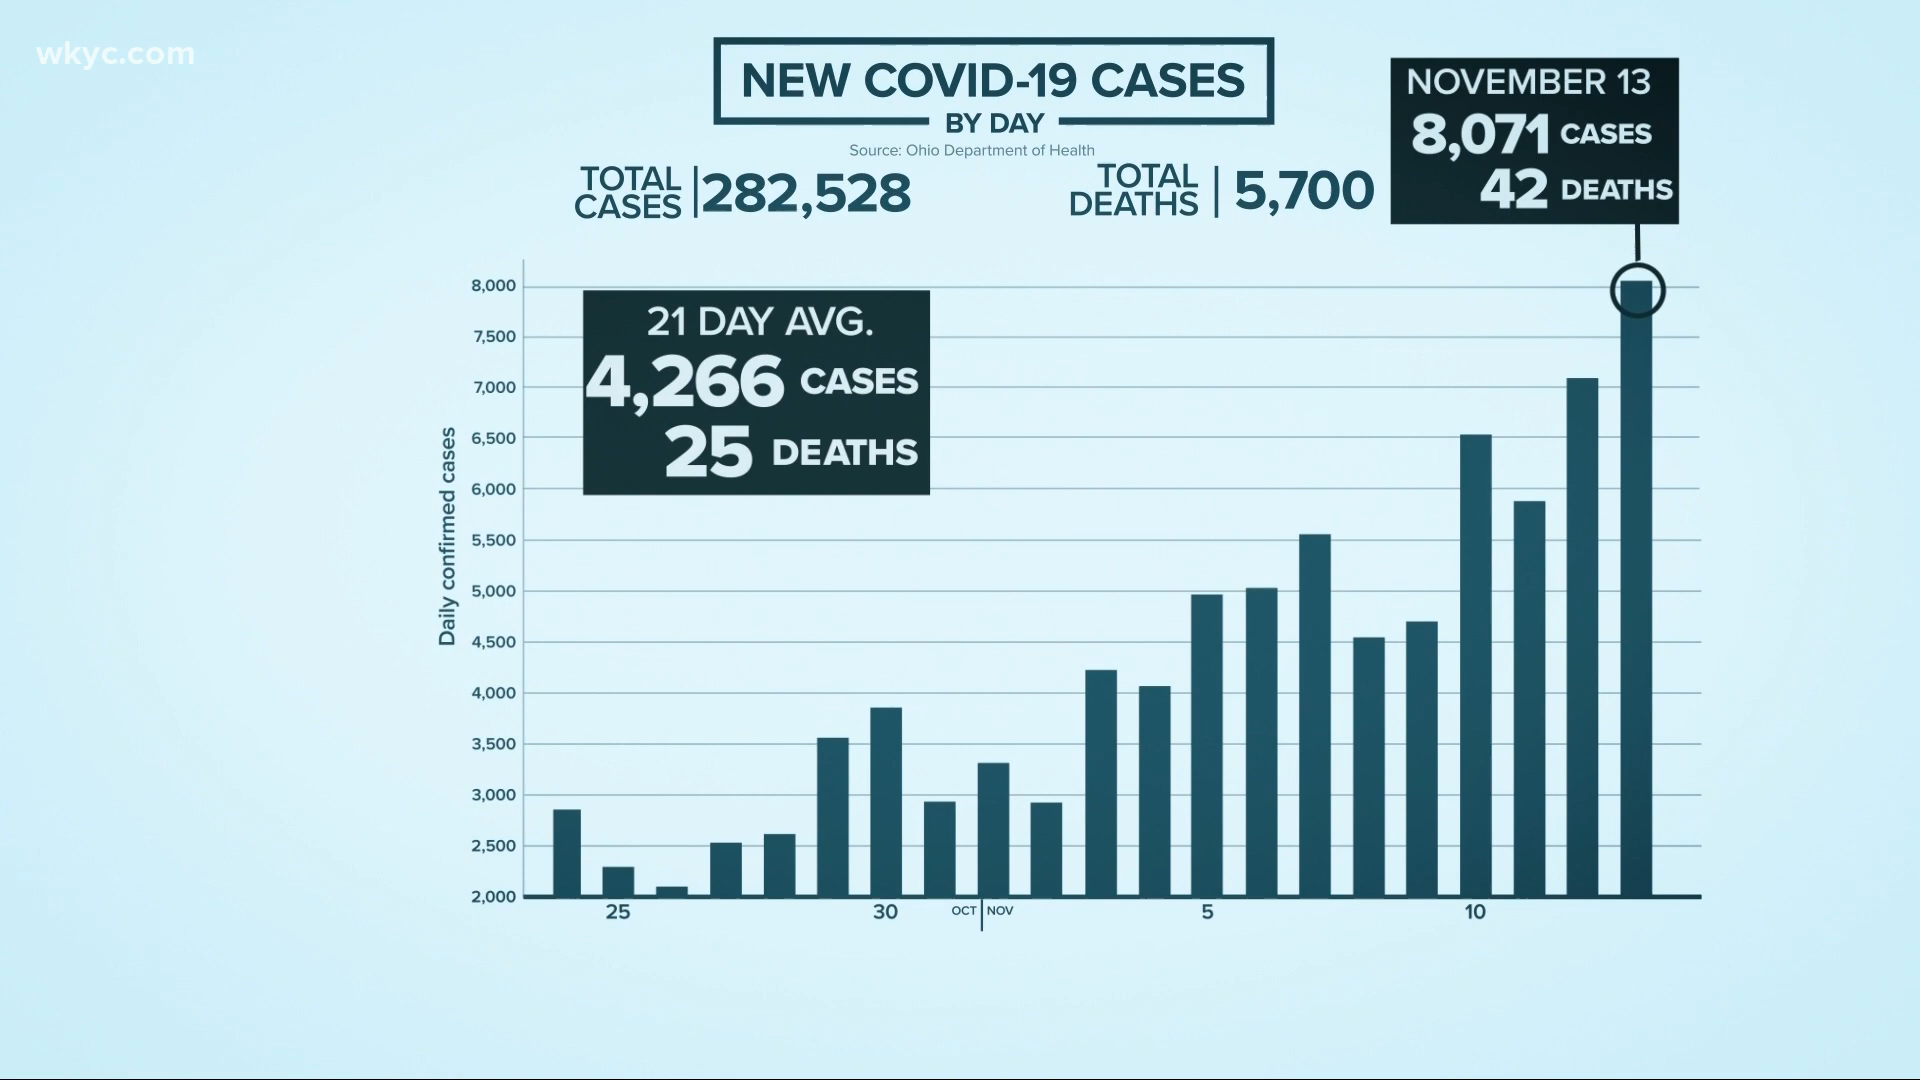 wkyc.com
NEW COVID-19 CASES
BY DAY
Source: Ohio Department of Health
TOTAL CASES 282,528
TOTAL DEATHS 5,700
NOVEMBER 13
8,071 CASES
42 DEATHS
21 DAY AVG.
4,266 CASES
25 DEATHS
Daily confirmed cases
8,000
7,500
7,000
6,500
6,000
5,500
5,000
4,500
4,000
3,500
3,000
2,500
2,000
25 30 OCT NOV 5 10